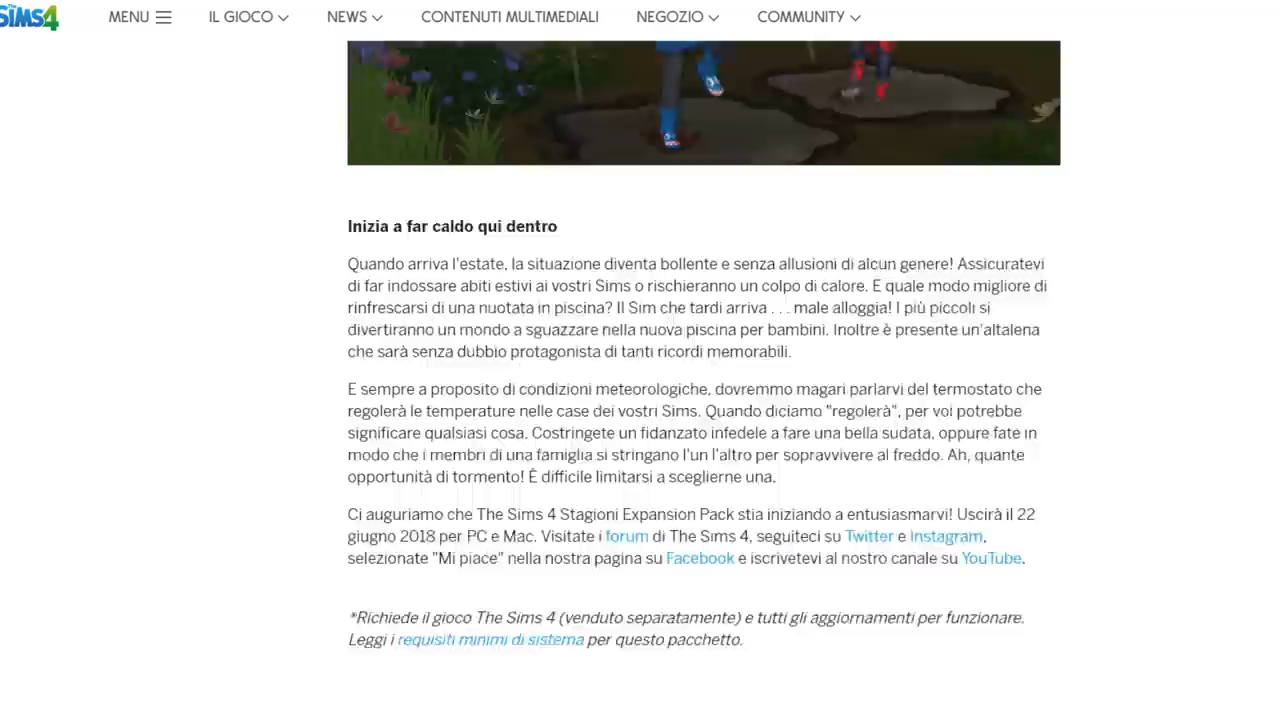 The Sims 4
MENU IL GIOCO NEWS CONTENUTI MULTIMEDIALI NEGOZIO COMMUNITY
Inizia a far caldo qui dentro
Quando arriva l'estate, la situazione diventa bollente e senza allusioni di alcun genere! Assicuratevi
di far indossare abiti estivi ai vostri Sims o rischieranno un colpo di calore. E quale modo migliore di
rinfrescarsi di una nuotata in piscina? Il Sim che tardi arriva . . . male alloggia! I più piccoli si
divertiranno un mondo a sguazzare nella nuova piscina per bambini. Inoltre è presente un'altalena
che sarà senza dubbio protagonista di tanti ricordi memorabili.
E sempre a proposito di condizioni meteorologiche, dovremmo magari parlarvi del termostato che
regolerà le temperature nelle case dei vostri Sims. Quando diciamo "regolerà", per voi potrebbe
significare qualsiasi cosa. Costringete un fidanzato infedele a fare una bella sudata, oppure fate in
modo che i membri di una famiglia si stringano l'un l'altro per sopravvivere al freddo. Ah, quante
opportunità di tormento! È difficile limitarsi a sceglierne una.
Ci auguriamo che The Sims 4 Stagioni Expansion Pack stia iniziando a entusiasmarvi! Uscirà il 22
giugno 2018 per PC e Mac. Visitate i forum di The Sims 4, seguiteci su Twitter e Instagram,
selezionate "Mi piace" nella nostra pagina su Facebook e iscrivetevi al nostro canale su YouTube.
*Richiede il gioco The Sims 4 (venduto separatamente) e tutti gli aggiornamenti per funzionare.
Leggi i requisiti minimi di sistema per questo pacchetto.